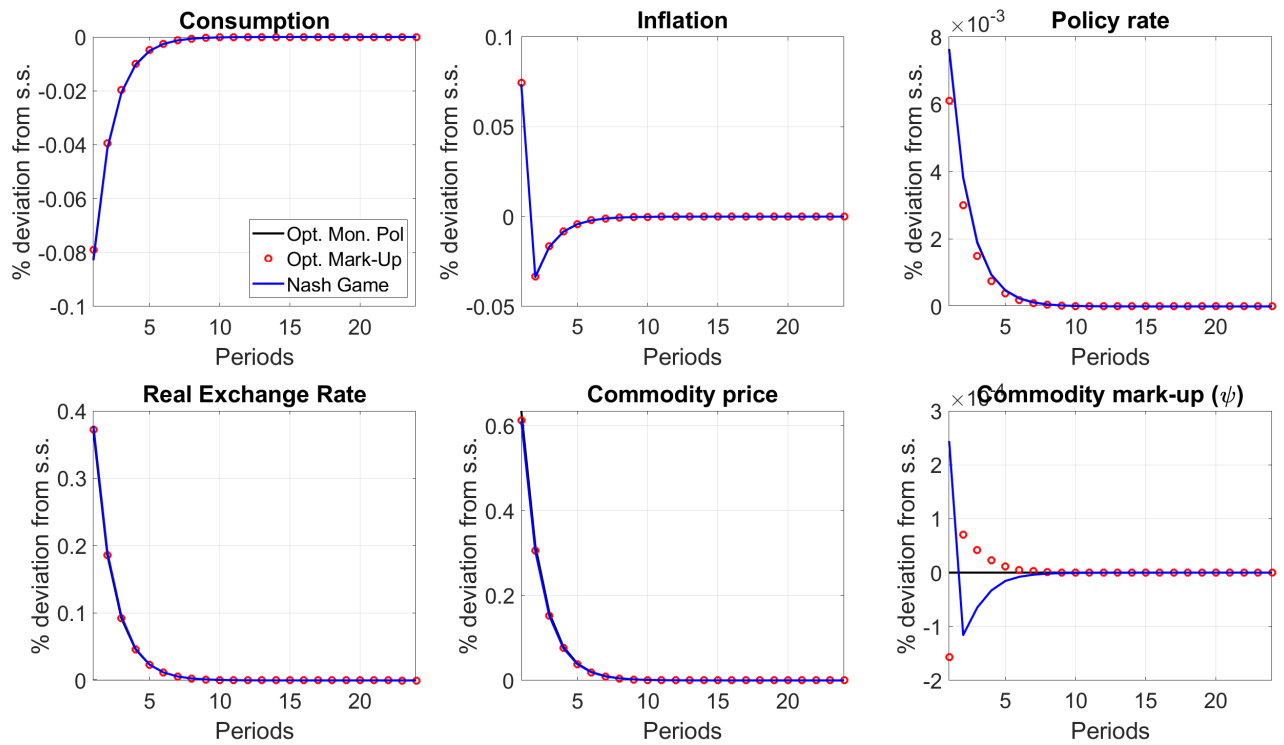 Consumption
% deviation from s.s.
0
-0.02
-0.04
-0.06
-0.08
-0.1
5
10
15
20
Periods
Opt. Mon. Pol
Opt. Mark-Up
Nash Game
Inflation
% deviation from s.s.
0.1
0.05
0
-0.05
5
10
15
20
Periods
Policy rate
×10⁻³
% deviation from s.s.
8
6
4
2
0
5
10
15
20
Periods
Real Exchange Rate
% deviation from s.s.
0.4
0.3
0.2
0.1
0
5
10
15
20
Periods
Commodity price
% deviation from s.s.
0.6
0.4
0.2
0
5
10
15
20
Periods
Commodity mark-up (ψ)
×10⁻⁴
% deviation from s.s.
3
2
1
0
-1
-2
5
10
15
20
Periods